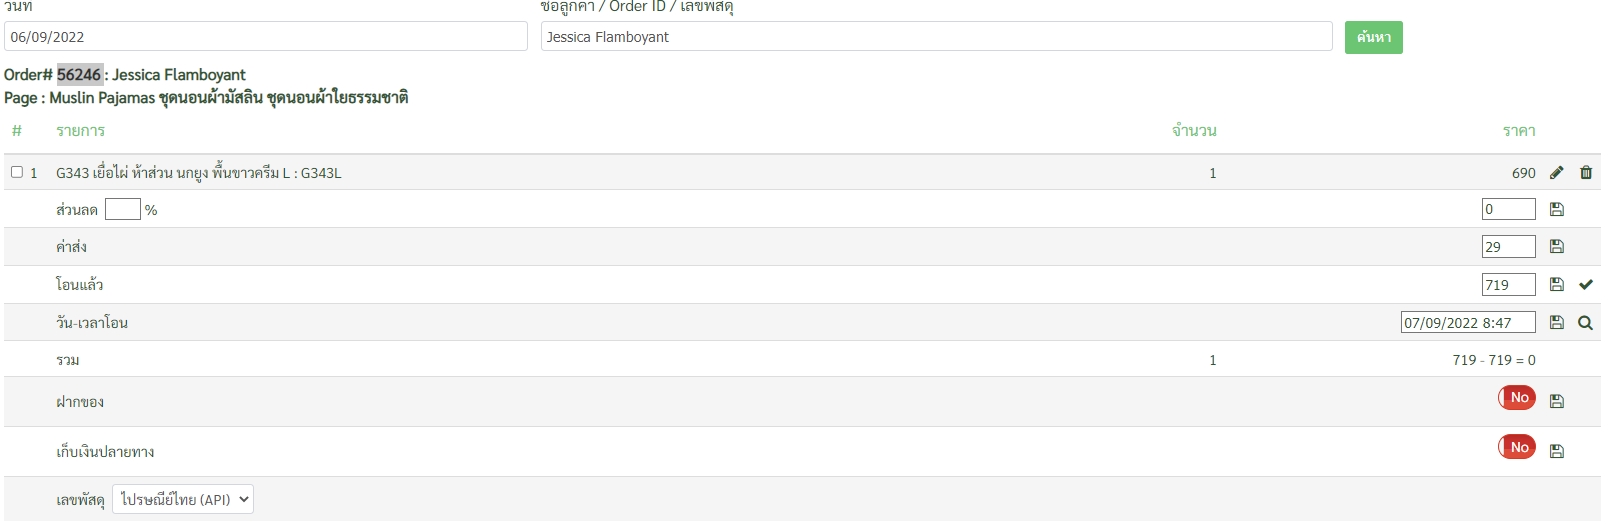 วันที่
ชื่อลูกค้า / Order ID / เลขพัสดุ
06/09/2022
Jessica Flamboyant
ค้นหา
Order# 56246 : Jessica Flamboyant
Page : Muslin Pajamas ชุดนอนผ้ามัสลิน ชุดนอนผ้าใยธรรมชาติ
# รายการ จำนวน ราคา
1 G343 เยื่อไผ่ ห้าส่วน นกยูง พื้นขาวครีม L : G343L 1 690
ส่วนลด % 0
ค่าส่ง 29
โอนแล้ว 719
วัน-เวลาโอน 07/09/2022 8:47
รวม 1 719 - 719 = 0
ฝากของ No
เก็บเงินปลายทาง No
เลขพัสดุ ไปรษณีย์ไทย (API)